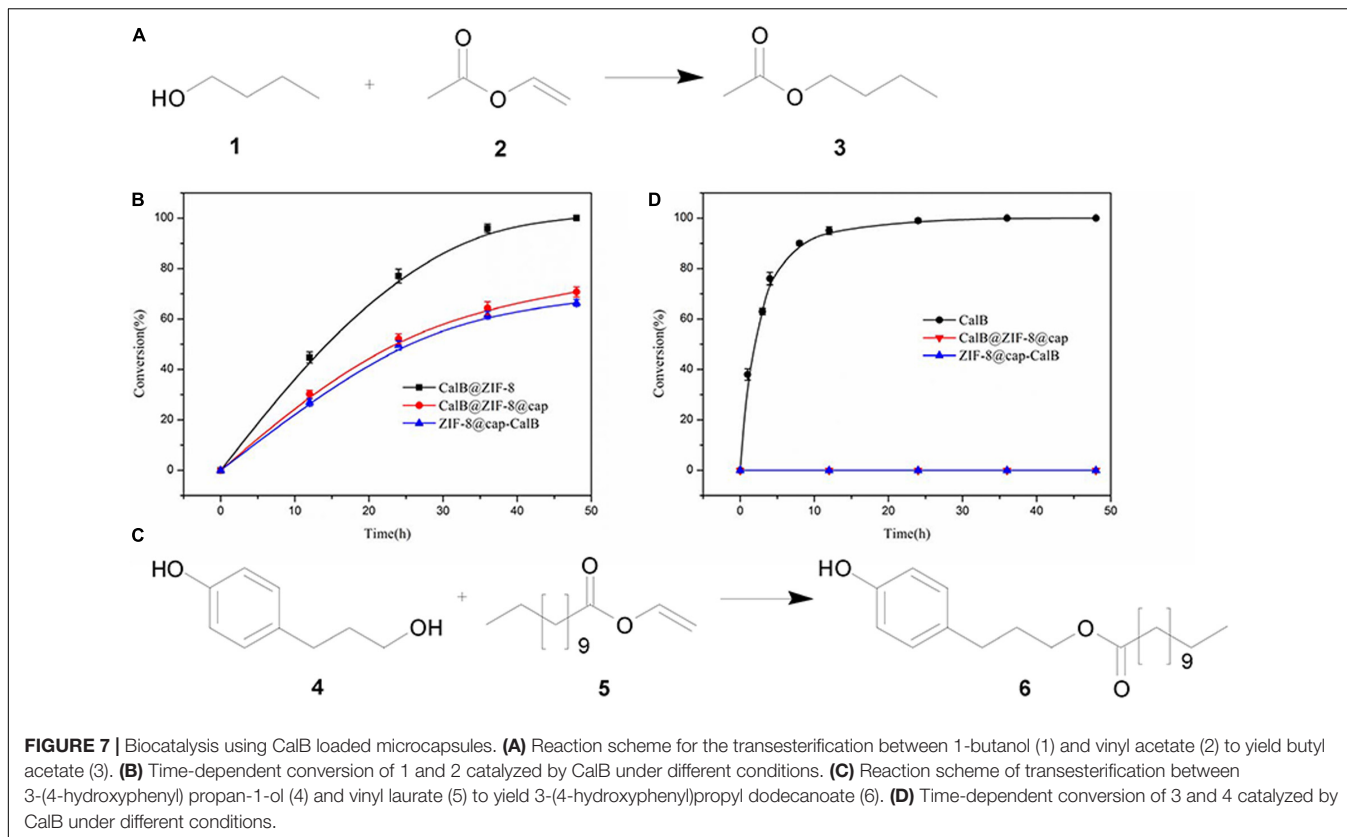 A
HO
+
O
O
O
O
1
2
3
B
100
80
60
40
20
0
Conversion(%)
CalB@ZIF-8
CalB@ZIF-8@cap
ZIF-8@cap-CalB
0 10 20 30 40 50
Time(h)
D
100
80
60
40
20
0
Conversion(%)
CalB
CalB@ZIF-8@cap
ZIF-8@cap-CalB
0 10 20 30 40 50
Time(h)
C
HO
OH
+
O
O
9
HO
O
O
9
4
5
6
FIGURE 7 | Biocatalysis using CalB loaded microcapsules. (A) Reaction scheme for the transesterification between 1-butanol (1) and vinyl acetate (2) to yield butyl
acetate (3). (B) Time-dependent conversion of 1 and 2 catalyzed by CalB under different conditions. (C) Reaction scheme of transesterification between
3-(4-hydroxyphenyl) propan-1-ol (4) and vinyl laurate (5) to yield 3-(4-hydroxyphenyl)propyl dodecanoate (6). (D) Time-dependent conversion of 3 and 4 catalyzed by
CalB under different conditions.